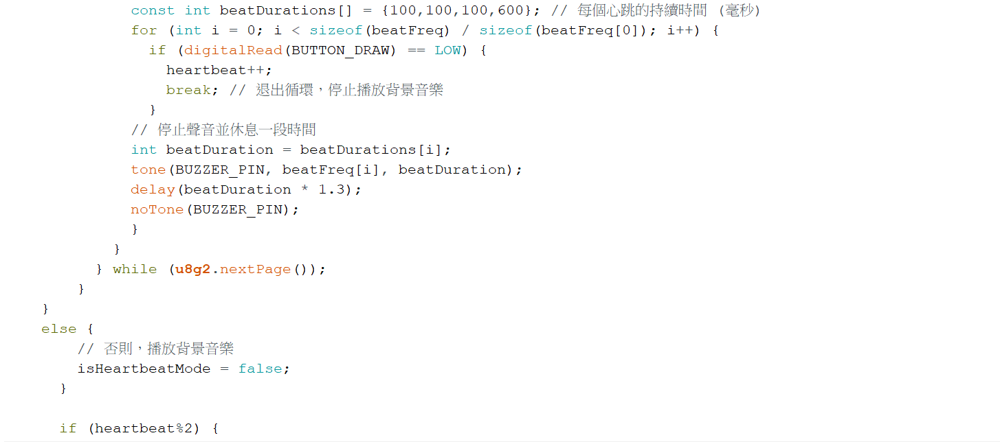 const int beatDurations[] = {100,100,100,600}; // 每個心跳的持續時間 (毫秒)
for (int i = 0; i < sizeof(beatFreq) / sizeof(beatFreq[0]); i++) {
if (digitalRead(BUTTON_DRAW) == LOW) {
heartbeat++;
break; // 退出循環，停止播放背景音樂
}
// 停止聲音並休息一段時間
int beatDuration = beatDurations[i];
tone(BUZZER_PIN, beatFreq[i], beatDuration);
delay(beatDuration * 1.3);
noTone(BUZZER_PIN);
}
}
} while (u8g2.nextPage());
}
}
else {
// 否則，播放背景音樂
isHeartbeatMode = false;
}
if (heartbeat%2) {